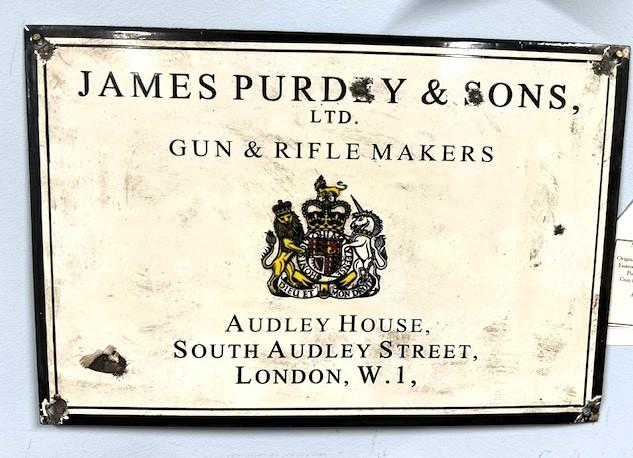 JAMES PURDEY & SONS,
LTD.
GUN & RIFLE MAKERS
DIEU ET MON DROIT
AUDLEY HOUSE,
SOUTH AUDLEY STREET,
LONDON, W.1,